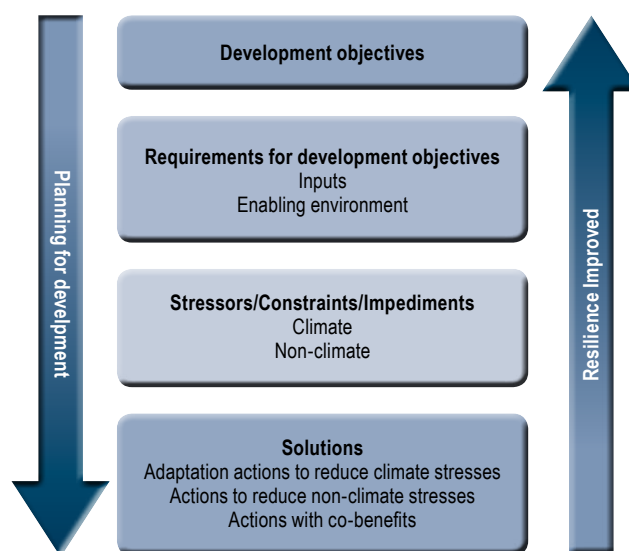 Development objectives
Requirements for development objectives
Inputs
Enabling environment
Stressors/Constraints/Impediments
Climate
Non-climate
Solutions
Adaptation actions to reduce climate stresses
Actions to reduce non-climate stresses
Actions with co-benefits
Planning for develpment
Resilience Improved